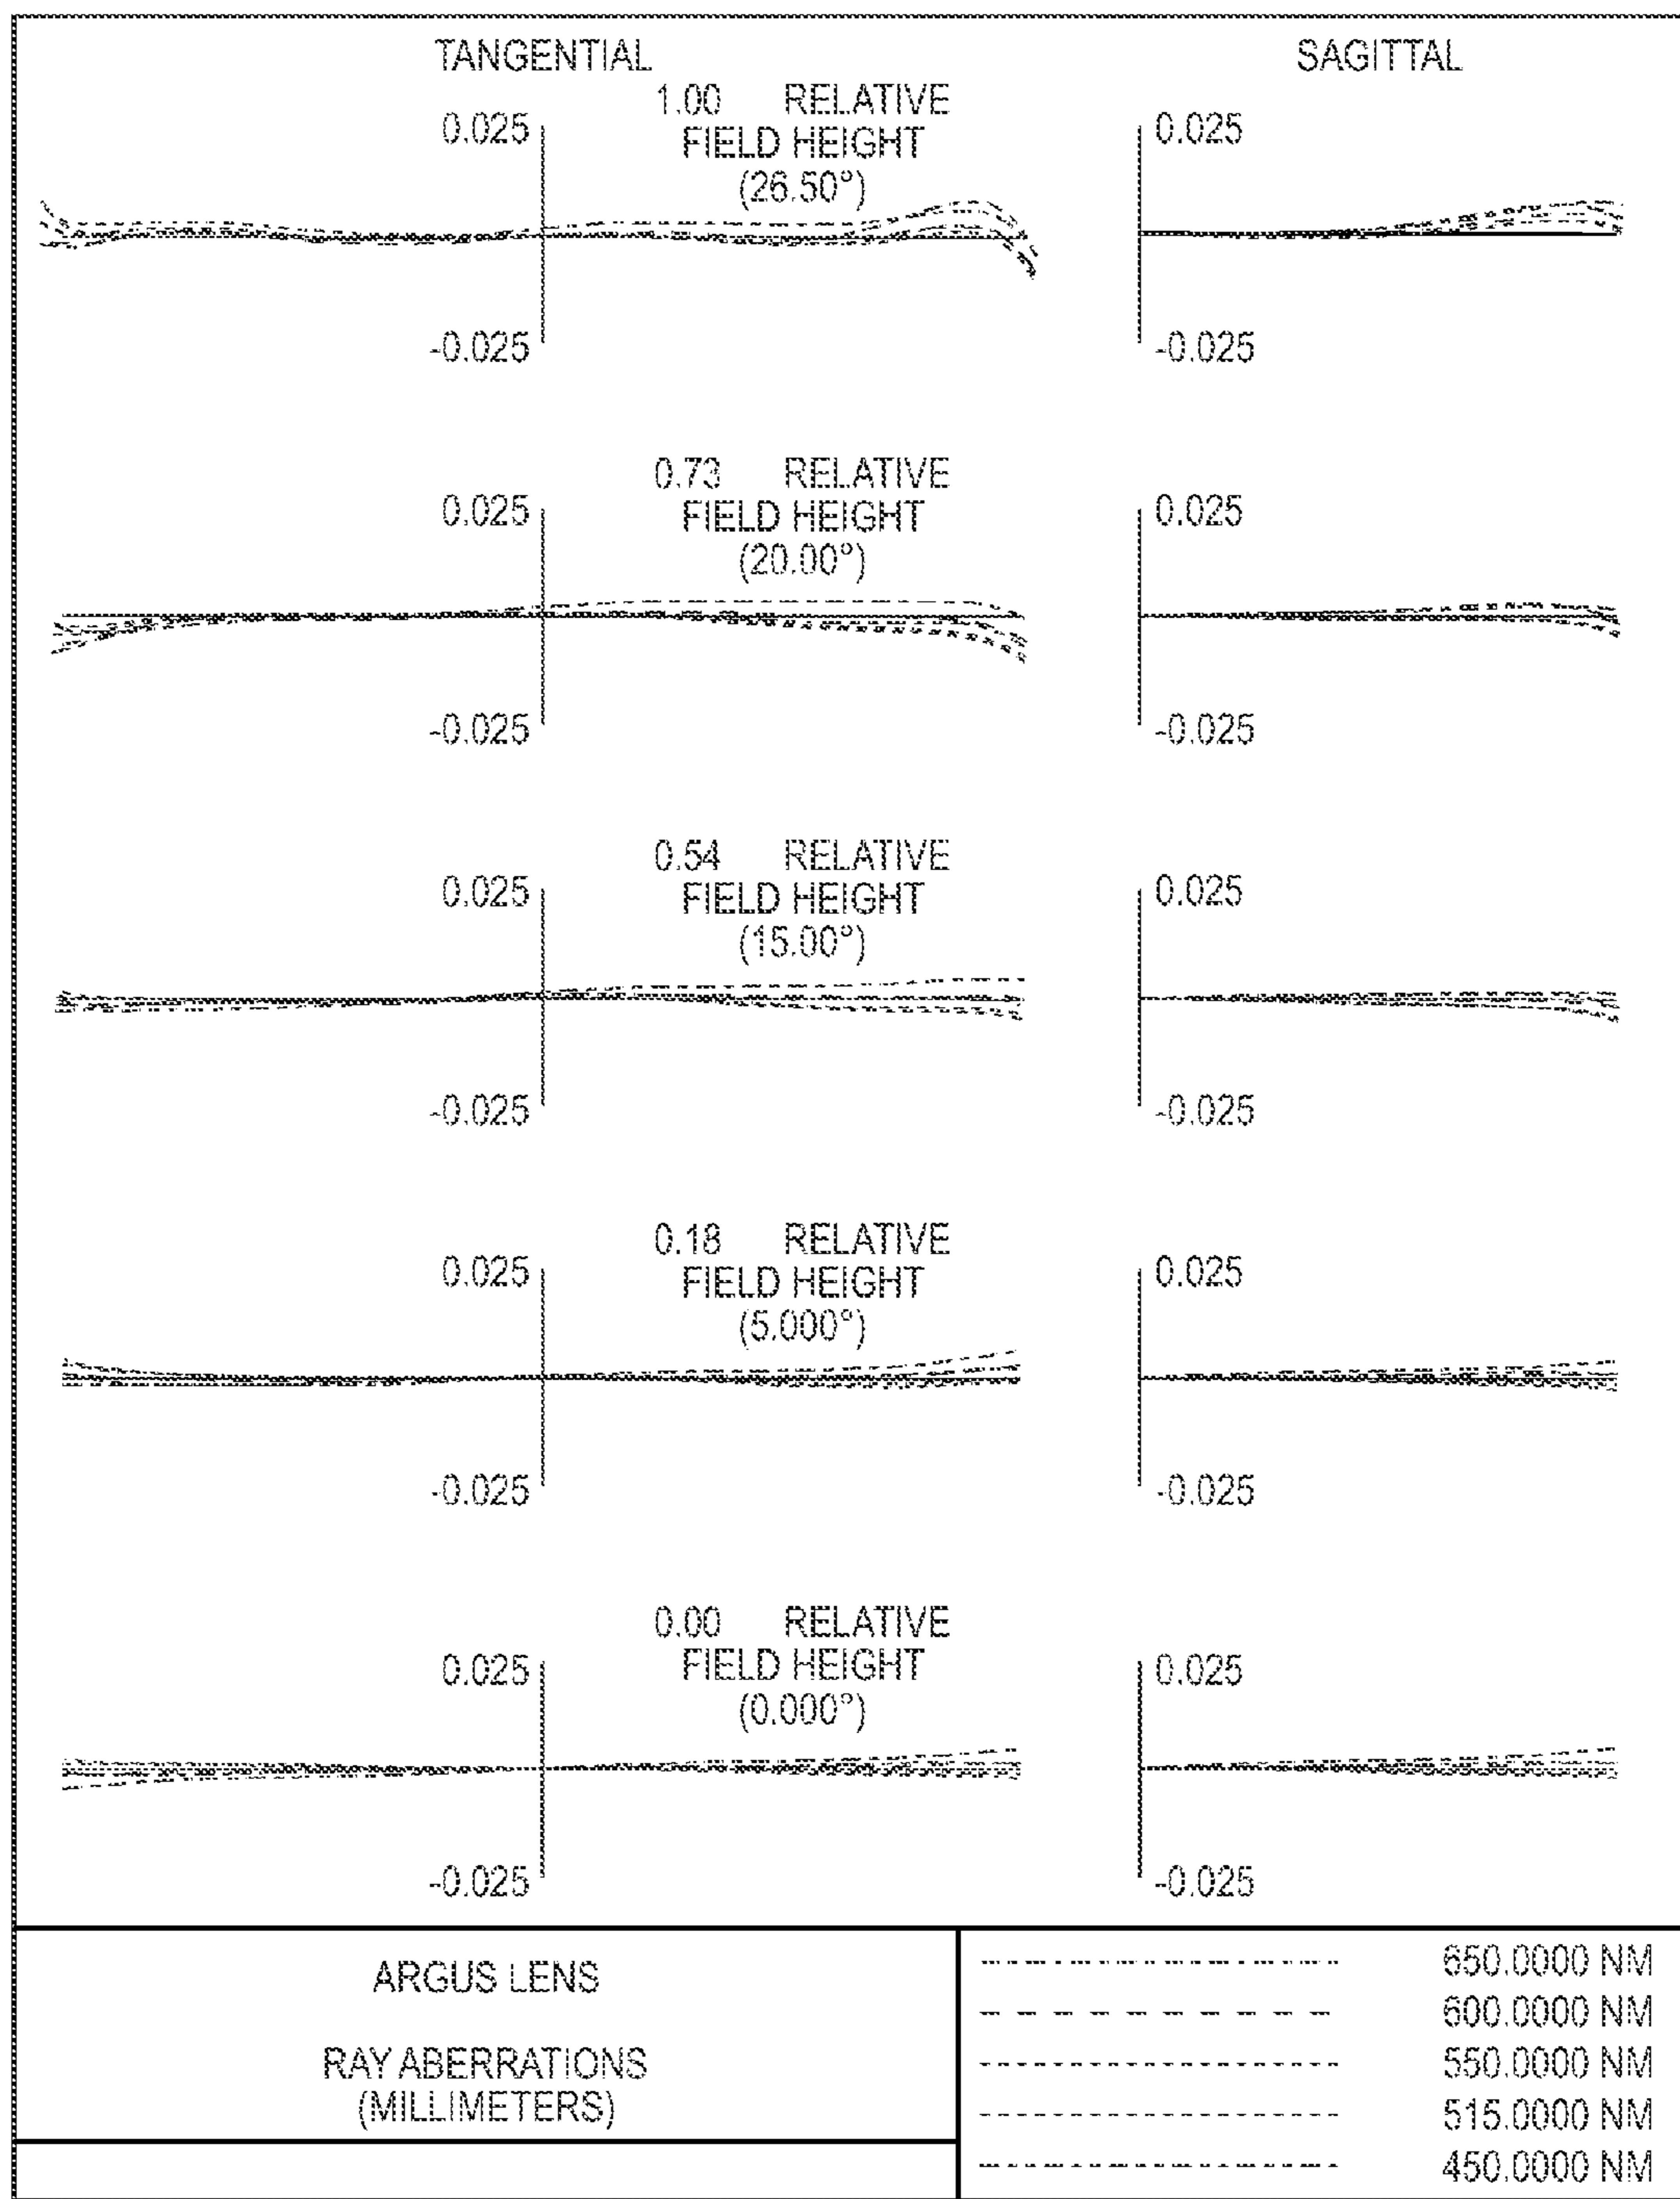 TANGENTIAL
SAGITTAL
1.00 RELATIVE
FIELD HEIGHT
(26.50°)
0.025
0.025
-0.025
-0.025
0.73 RELATIVE
FIELD HEIGHT
(20.00°)
0.025
0.025
-0.025
-0.025
0.54 RELATIVE
FIELD HEIGHT
(15.00°)
0.025
0.025
-0.025
-0.025
0.18 RELATIVE
FIELD HEIGHT
(5.000°)
0.025
0.025
-0.025
-0.025
0.00 RELATIVE
FIELD HEIGHT
(0.000°)
0.025
0.025
-0.025
-0.025
ARGUS LENS
RAY ABERRATIONS
(MILLIMETERS)
650.0000 NM
600.0000 NM
550.0000 NM
515.0000 NM
450.0000 NM